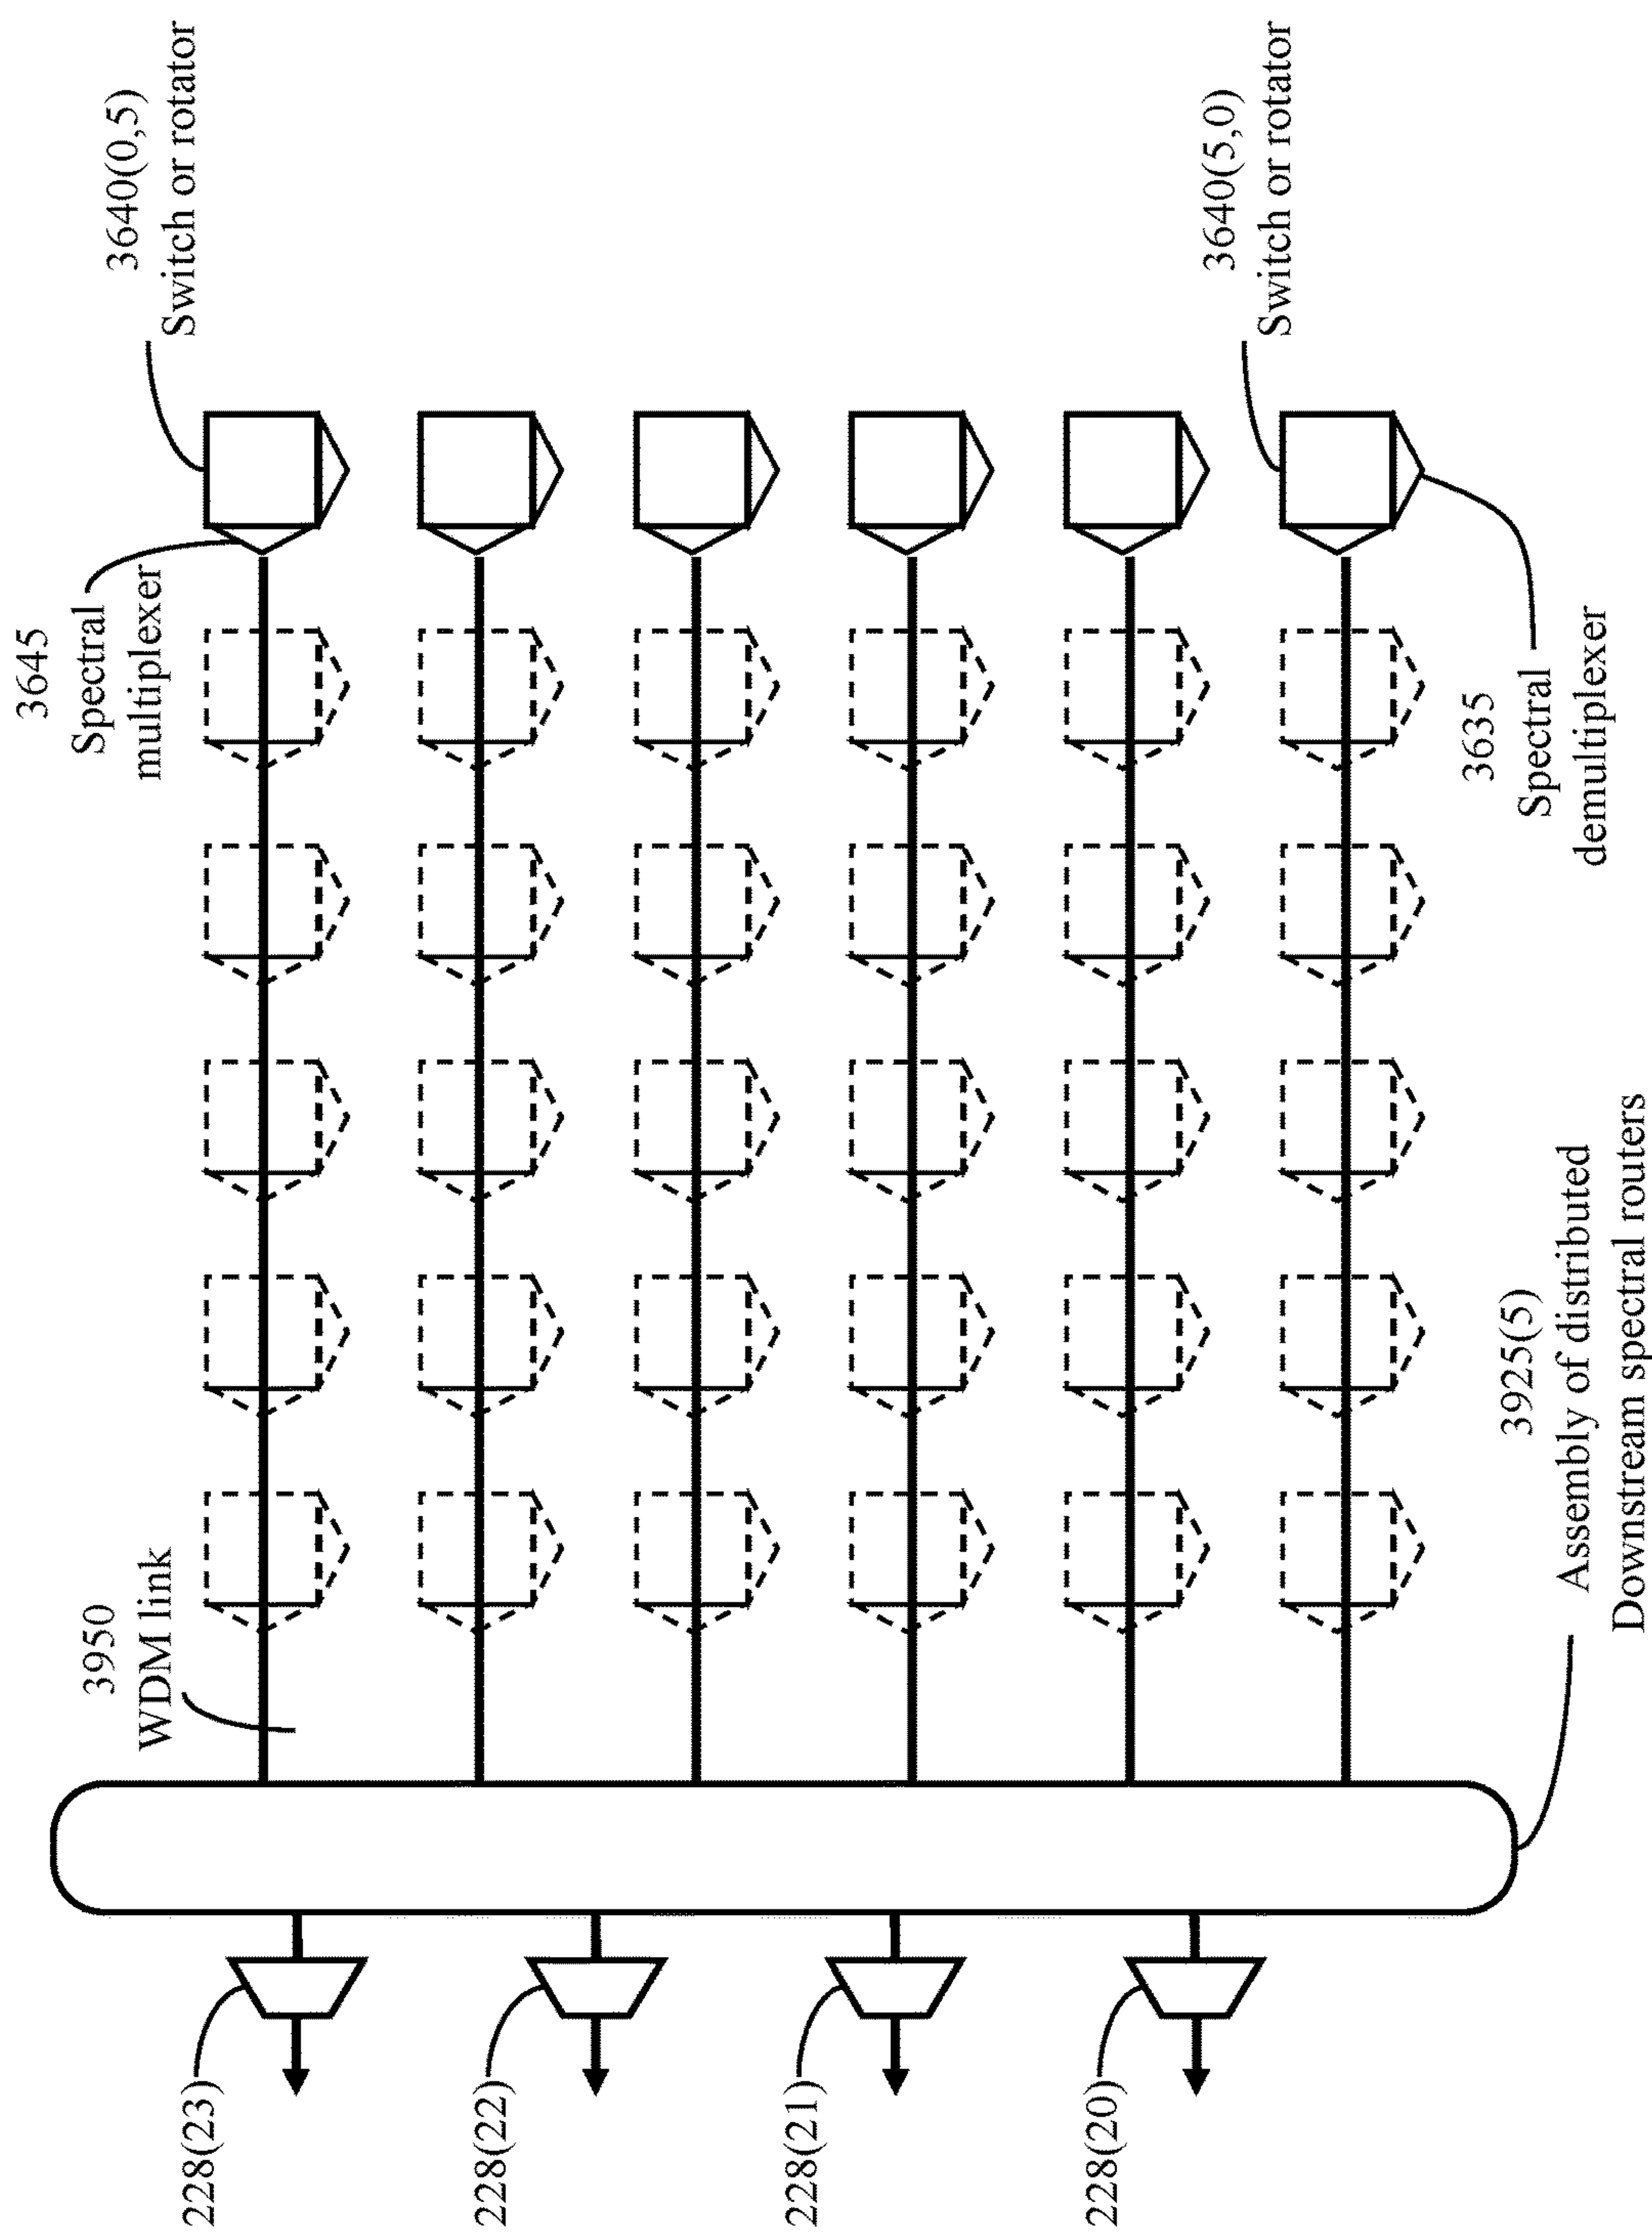 3640(0,5)
Switch or rotator
3640(5,0)
Switch or rotator
3645
Spectral
multiplexer
3635
Spectral
demultiplexer
3950
WDM link
3925(5)
Assembly of distributed
Downstream spectral routers
228(23)
228(22)
228(21)
228(20)